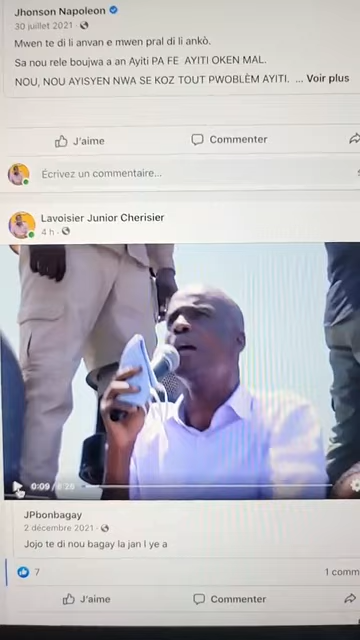 Jhonson Napoleon
30 juillet 2021 ·
Mwen te di li anvan e mwen pral di li ankò.
Sa nou rele boujwa a an Ayiti PA FE AYITI OKEN MAL.
NOU, NOU AYISYEN NWA SE KOZ TOUT PWOBLÈM AYITI. ... Voir plus
J'aime Commenter
Écrivez un commentaire...
Lavoisier Junior Cherisier
4 h ·
0:09 / 8:26
JPbonbagay
2 décembre 2021 ·
Jojo te di nou bagay la jan l ye a
7 1 comm
J'aime Commenter